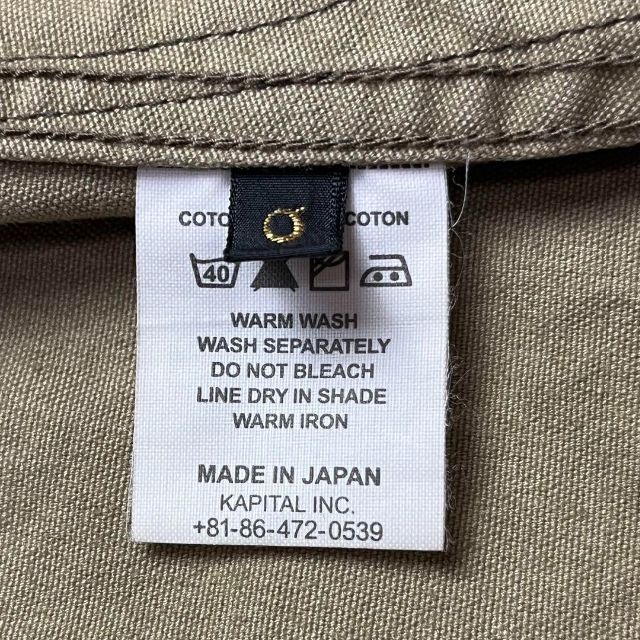 COTON
40
WARM WASH
WASH SEPARATELY
DO NOT BLEACH
LINE DRY IN SHADE
WARM IRON
MADE IN JAPAN
KAPITAL INC.
+81-86-472-0539